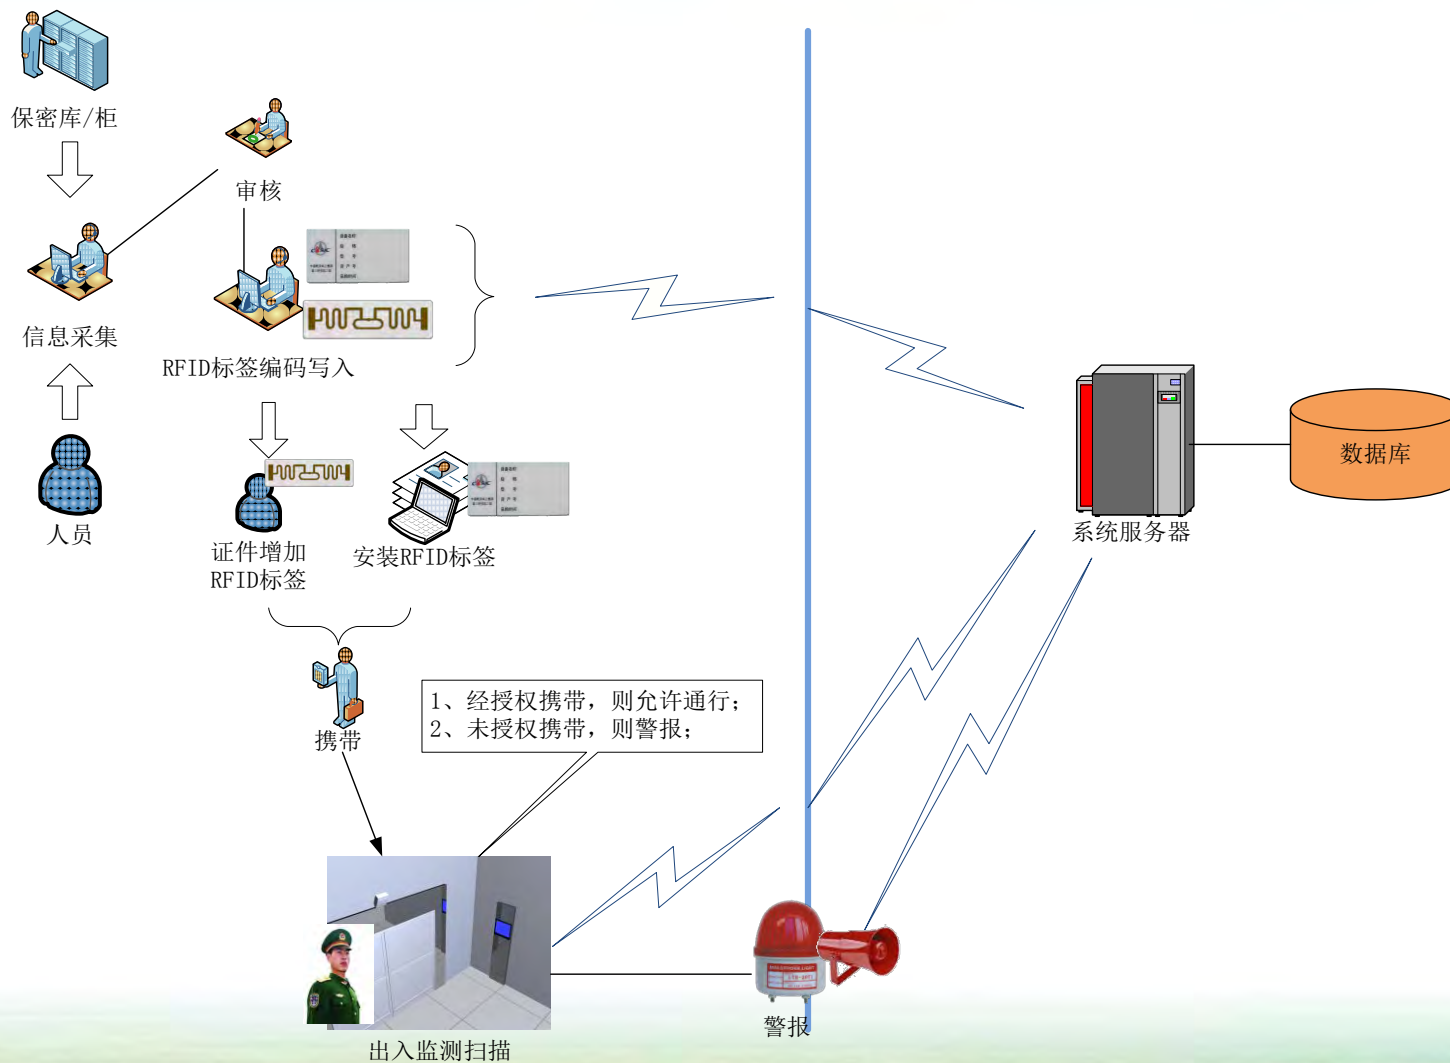 保密库/柜
审核
信息采集
RFID标签编码写入
人员
证件增加
RFID标签
安装RFID标签
携带
1、经授权携带，则允许通行；
2、未授权携带，则警报；
出入监测扫描
警报
系统服务器
数据库